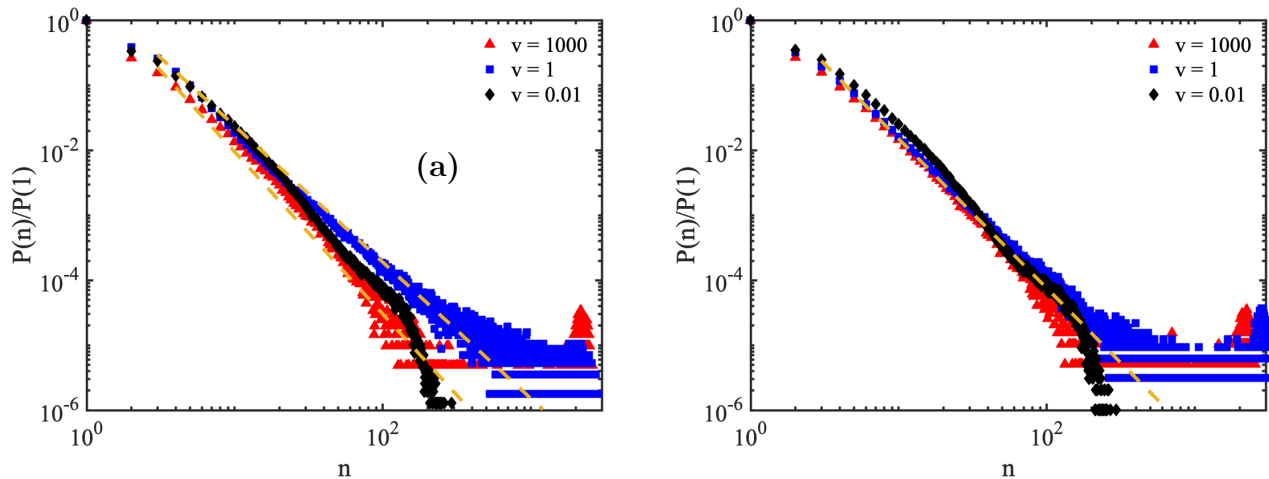 10^0
v = 1000
v = 1
v = 0.01
10^-2
(a)
P(n)/P(1)
10^-4
10^-6
10^0
10^2
n
10^0
v = 1000
v = 1
v = 0.01
10^-2
P(n)/P(1)
10^-4
10^-6
10^0
10^2
n